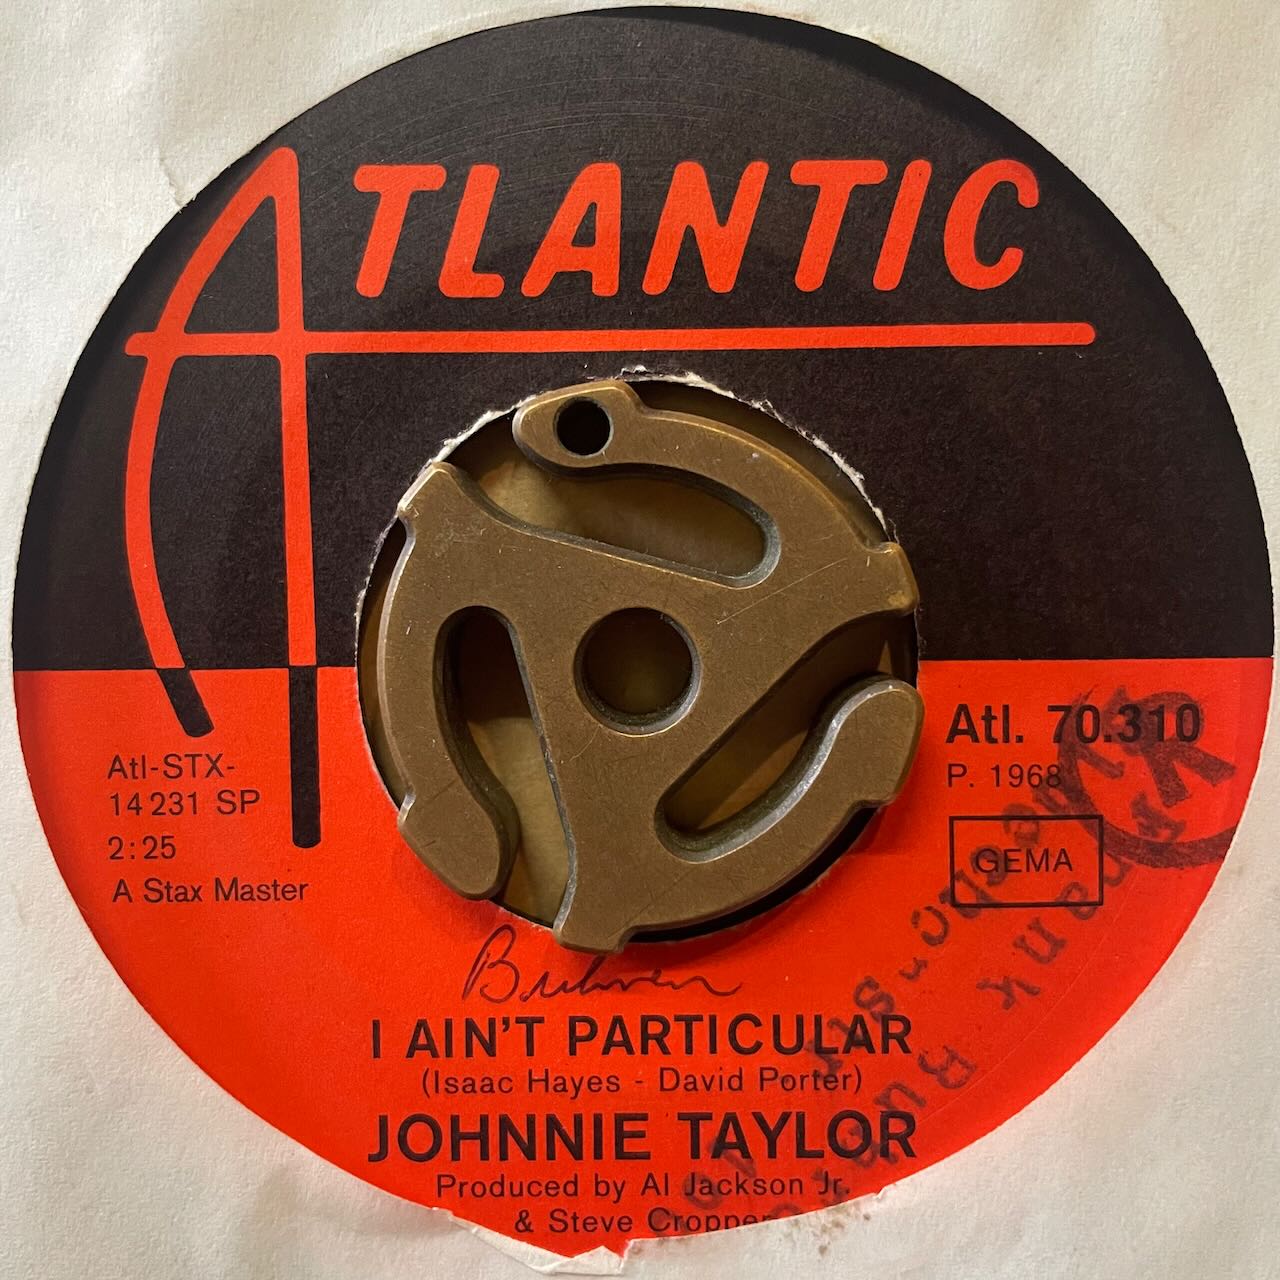 ATLANTIC
Atl-STX-
14 231 SP
2:25
A Stax Master
Atl. 70.310
P. 1968
GEMA
I AIN'T PARTICULAR
(Isaac Hayes - David Porter)
JOHNNIE TAYLOR
Produced by Al Jackson Jr.
& Steve Cropper